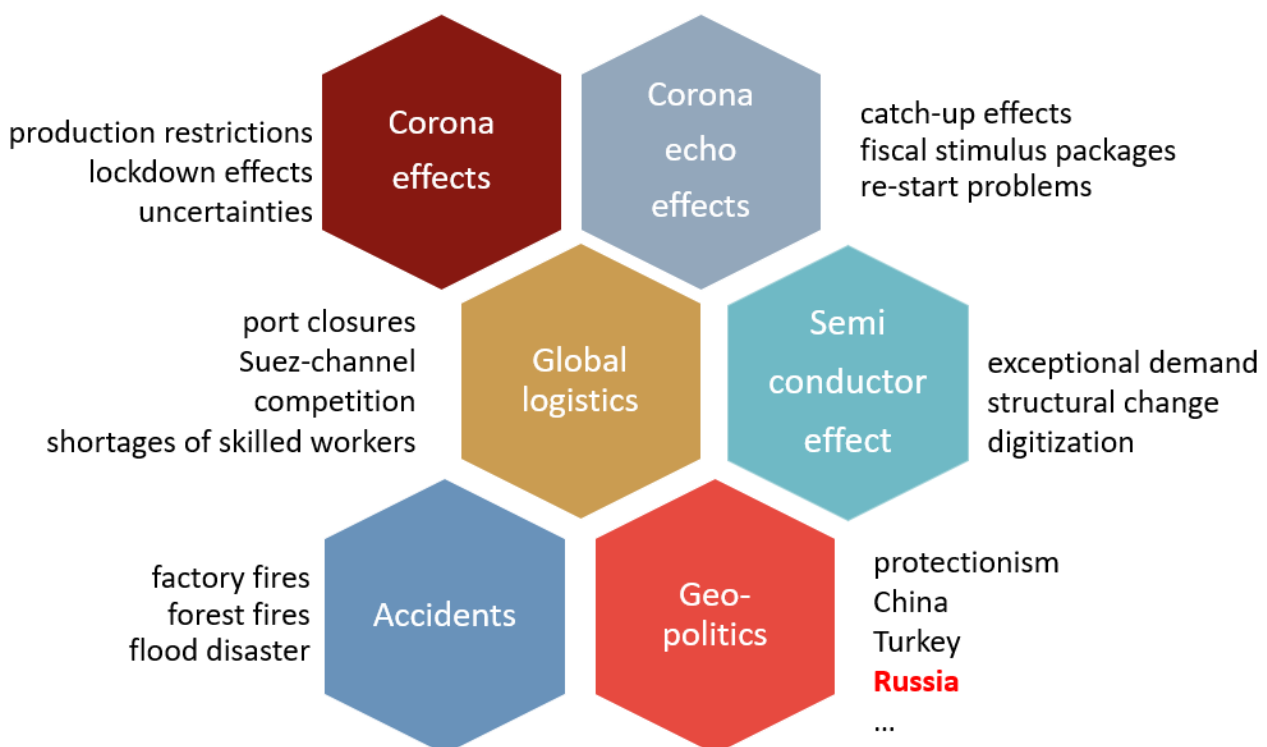 Corona
effects
production restrictions
lockdown effects
uncertainties
Corona
echo
effects
catch-up effects
fiscal stimulus packages
re-start problems
port closures
Suez-channel
competition
shortages of skilled workers
Global
logistics
Semi
conductor
effect
exceptional demand
structural change
digitization
factory fires
forest fires
flood disaster
Accidents
Geo-
politics
protectionism
China
Turkey
Russia
...